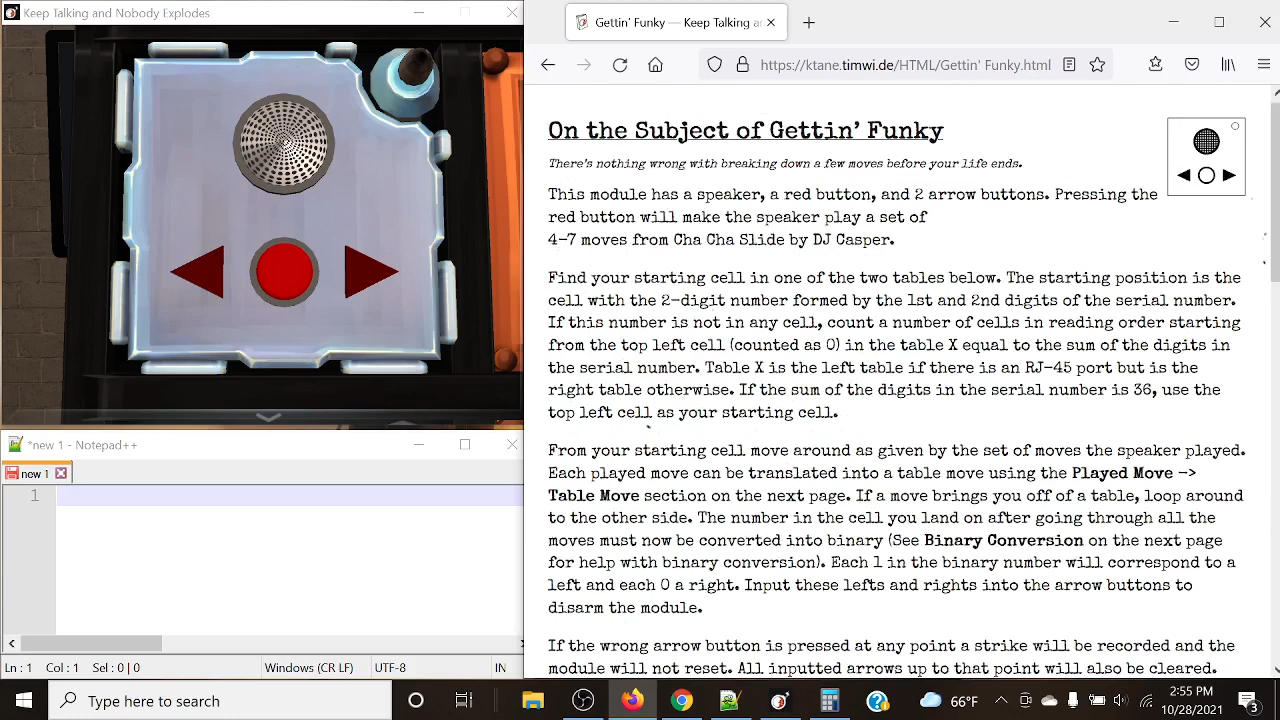 Keep Talking and Nobody Explodes
*new 1 - Notepad++
new 1
1
Ln : 1 Col : 1 Sel : 0 | 0 Windows (CR LF) UTF-8 IN
Gettin' Funky — Keep Talking an
https://ktane.timwi.de/HTML/Gettin' Funky.html
On the Subject of Gettin' Funky
There's nothing wrong with breaking down a few moves before your life ends.
This module has a speaker, a red button, and 2 arrow buttons. Pressing the
red button will make the speaker play a set of
4-7 moves from Cha Cha Slide by DJ Casper.
Find your starting cell in one of the two tables below. The starting position is the
cell with the 2-digit number formed by the 1st and 2nd digits of the serial number.
If this number is not in any cell, count a number of cells in reading order starting
from the top left cell (counted as 0) in the table X equal to the sum of the digits in
the serial number. Table X is the left table if there is an RJ-45 port but is the
right table otherwise. If the sum of the digits in the serial number is 36, use the
top left cell as your starting cell.
From your starting cell move around as given by the set of moves the speaker played.
Each played move can be translated into a table move using the Played Move ->
Table Move section on the next page. If a move brings you off of a table, loop around
to the other side. The number in the cell you land on after going through all the
moves must now be converted into binary (See Binary Conversion on the next page
for help with binary conversion). Each 1 in the binary number will correspond to a
left and each 0 a right. Input these lefts and rights into the arrow buttons to
disarm the module.
If the wrong arrow button is pressed at any point a strike will be recorded and the
module will not reset. All inputted arrows up to that point will also be cleared.
Type here to search
66°F
2:55 PM
10/28/2021
3